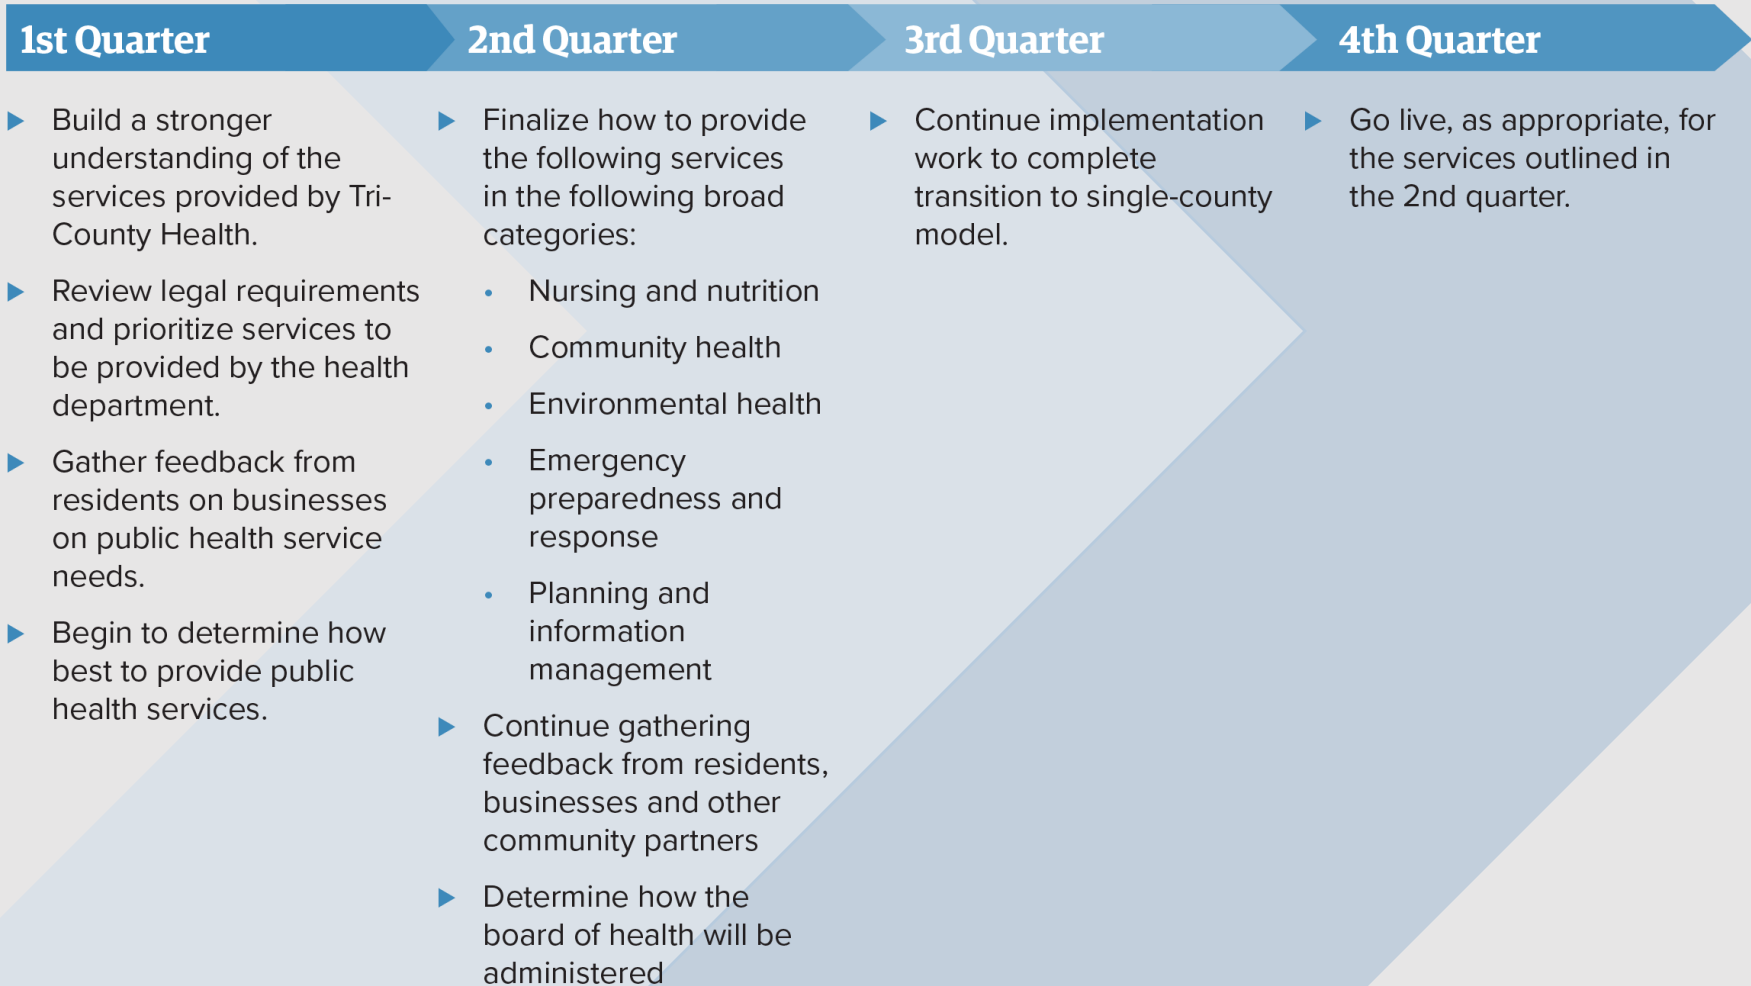 1st Quarter
Build a stronger
understanding of the
services provided by Tri-
County Health.
Review legal requirements
and prioritize services to
be provided by the health
department.
Gather feedback from
residents on businesses
on public health service
needs.
Begin to determine how
best to provide public
health services.
2nd Quarter
Finalize how to provide
the following services
in the following broad
categories:
• Nursing and nutrition
• Community health
• Environmental health
• Emergency
preparedness and
response
• Planning and
information
management
Continue gathering
feedback from residents,
businesses and other
community partners
Determine how the
board of health will be
administered
3rd Quarter
Continue implementation
work to complete
transition to single-county
model.
4th Quarter
Go live, as appropriate, for
the services outlined in
the 2nd quarter.